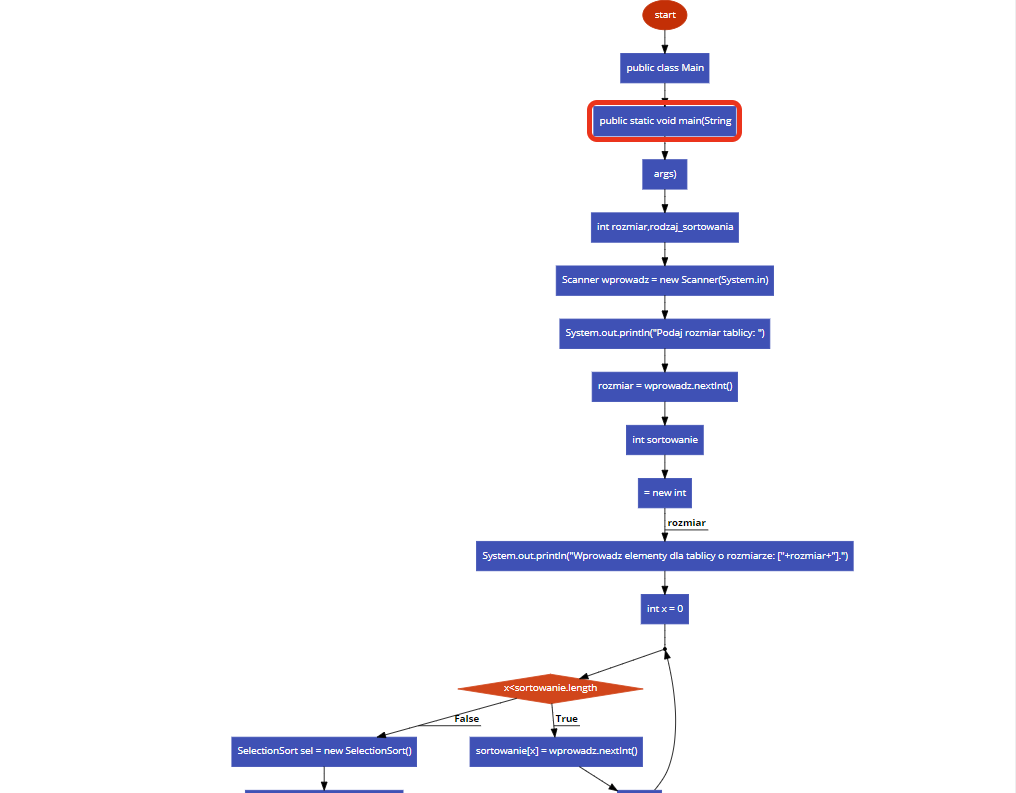 start
public class Main
public static void main(String
args)
int rozmiar,rodzaj_sortowania
Scanner wprowadz = new Scanner(System.in)
System.out.println("Podaj rozmiar tablicy: ")
rozmiar = wprowadz.nextInt()
int sortowanie
= new int
rozmiar
System.out.println("Wprowadz elementy dla tablicy o rozmiarze: ["+rozmiar+"].")
int x = 0
x<sortowanie.length
False
True
SelectionSort sel = new SelectionSort()
sortowanie[x] = wprowadz.nextInt()